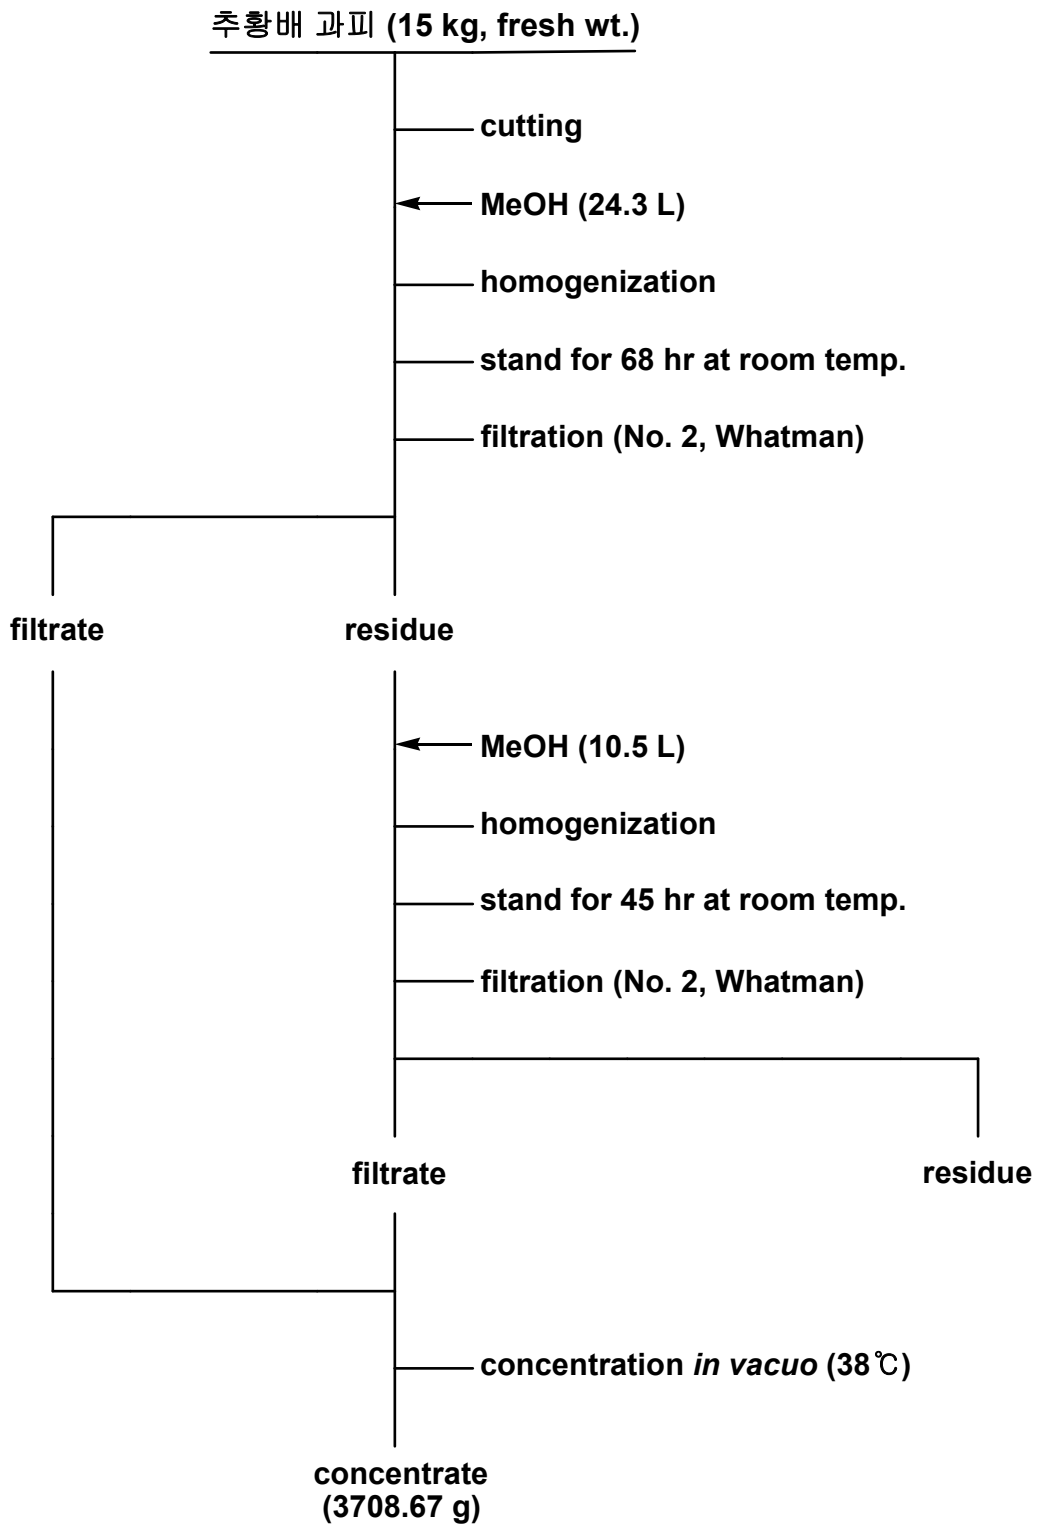 추황배 과피 (15 kg, fresh wt.)
cutting
MeOH (24.3 L)
homogenization
stand for 68 hr at room temp.
filtration (No. 2, Whatman)
filtrate
residue
MeOH (10.5 L)
homogenization
stand for 45 hr at room temp.
filtration (No. 2, Whatman)
filtrate
residue
concentration in vacuo (38℃)
concentrate
(3708.67 g)